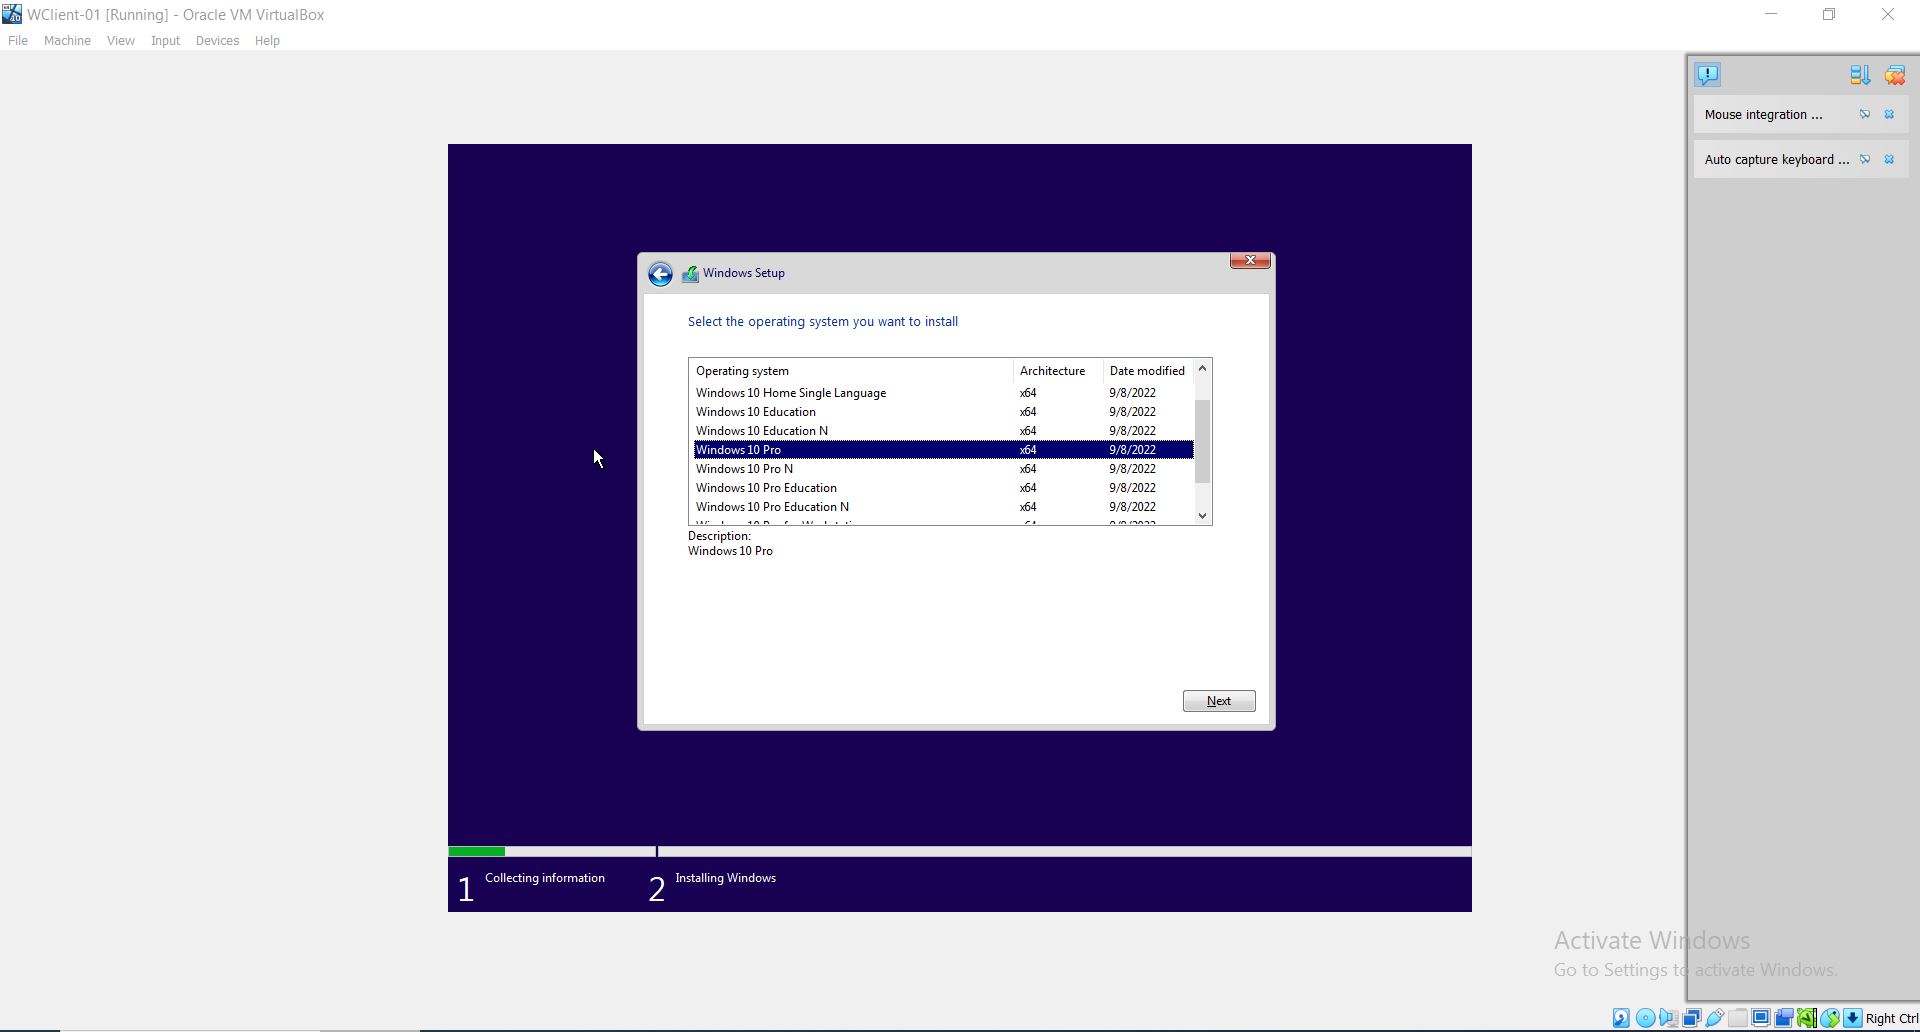 WClient-01 [Running] - Oracle VM VirtualBox
File Machine View Input Devices Help
Mouse integration ...
Auto capture keyboard ...
Windows Setup
Select the operating system you want to install
Operating system Architecture Date modified
Windows 10 Home Single Language x64 9/8/2022
Windows 10 Education x64 9/8/2022
Windows 10 Education N x64 9/8/2022
Windows 10 Pro x64 9/8/2022
Windows 10 Pro N x64 9/8/2022
Windows 10 Pro Education x64 9/8/2022
Windows 10 Pro Education N x64 9/8/2022
Description:
Windows 10 Pro
Next
1 Collecting information 2 Installing Windows
Activate Windows
Go to Settings to activate Windows.
Right Ctrl